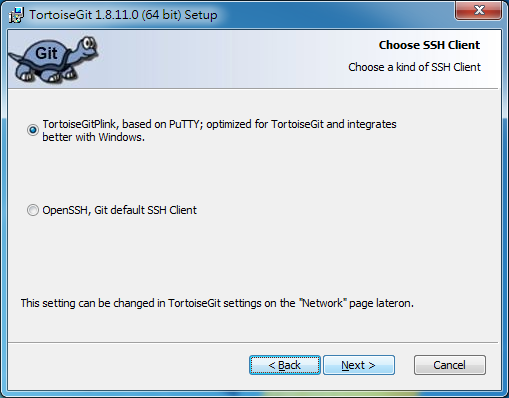 TortoiseGit 1.8.11.0 (64 bit) Setup
Git
Choose SSH Client
Choose a kind of SSH Client
TortoiseGitPlink, based on PuTTY; optimized for TortoiseGit and integrates
better with Windows.
OpenSSH, Git default SSH Client
This setting can be changed in TortoiseGit settings on the "Network" page lateron.
< Back
Next >
Cancel